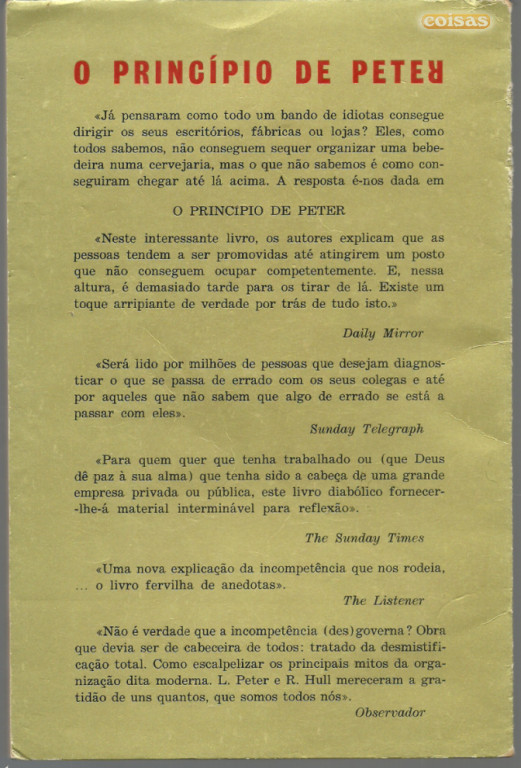 coisas
O PRINCÍPIO DE PETER
«Já pensaram como todo um bando de idiotas consegue
dirigir os seus escritórios, fábricas ou lojas? Eles, como
todos sabemos, não conseguem sequer organizar uma bebe-
deira numa cervejaria, mas o que não sabemos é como con-
seguiram chegar até lá acima. A resposta é-nos dada em
O PRINCÍPIO DE PETER
«Neste interessante livro, os autores explicam que as
pessoas tendem a ser promovidas até atingirem um posto
que não conseguem ocupar competentemente. E, nessa
altura, é demasiado tarde para os tirar de lá. Existe um
toque arripiante de verdade por trás de tudo isto.»
Daily Mirror
«Será lido por milhões de pessoas que desejam diagnos-
ticar o que se passa de errado com os seus colegas e até
por aqueles que não sabem que algo de errado se está a
passar com eles».
Sunday Telegraph
«Para quem quer que tenha trabalhado ou (que Deus
dê paz à sua alma) que tenha sido a cabeça de uma grande
empresa privada ou pública, este livro diabólico fornecer-
-lhe-á material interminável para reflexão».
The Sunday Times
«Uma nova explicação da incompetência que nos rodeia,
... o livro fervilha de anedotas».
The Listener
«Não é verdade que a incompetência (des)governa? Obra
que devia ser de cabeceira de todos: tratado da desmistifi-
cação total. Como escalpelizar os principais mitos da orga-
nização dita moderna. L. Peter e R. Hull mereceram a gra-
tidão de uns quantos, que somos todos nós».
Observador